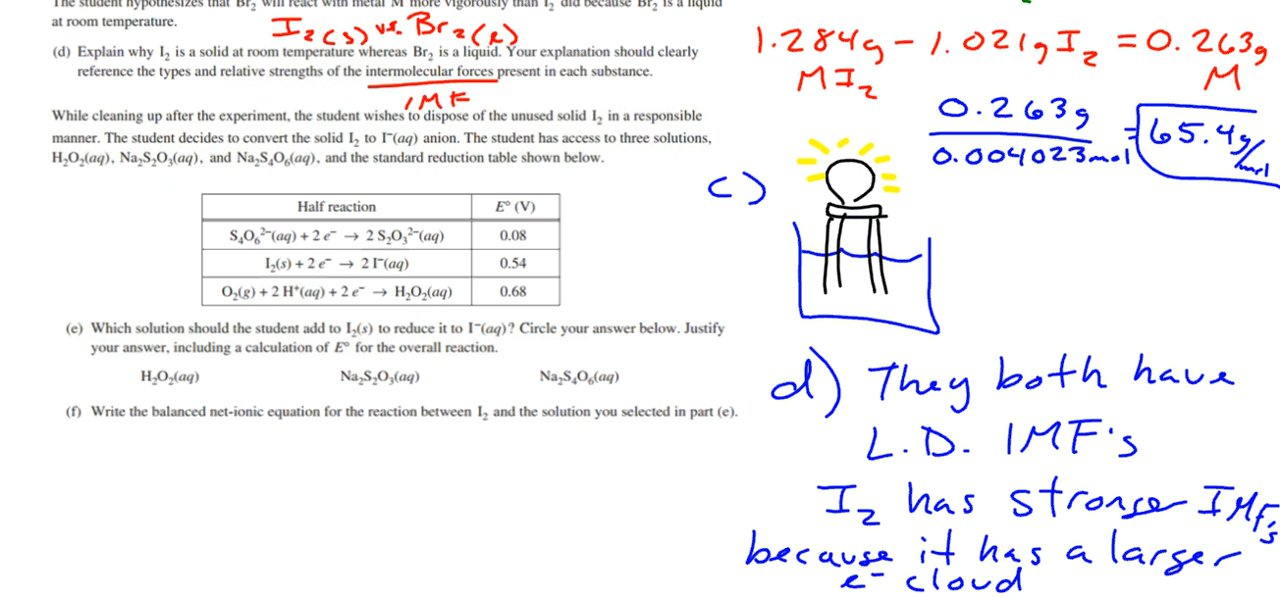 The student hypothesizes that Br₂ will react with metal M more vigorously than I₂ did because Br₂ is a liquid
at room temperature.
I₂(s) vs. Br₂(l)
(d) Explain why I₂ is a solid at room temperature whereas Br₂ is a liquid. Your explanation should clearly
reference the types and relative strengths of the intermolecular forces present in each substance.
IMF
While cleaning up after the experiment, the student wishes to dispose of the unused solid I₂ in a responsible
manner. The student decides to convert the solid I₂ to I⁻(aq) anion. The student has access to three solutions,
H₂O₂(aq), Na₂S₂O₃(aq), and Na₂S₄O₆(aq), and the standard reduction table shown below.
Half reaction E° (V)
S₄O₆²⁻(aq) + 2 e⁻ → 2 S₂O₃²⁻(aq) 0.08
I₂(s) + 2 e⁻ → 2 I⁻(aq) 0.54
O₂(g) + 2 H⁺(aq) + 2 e⁻ → H₂O₂(aq) 0.68
(e) Which solution should the student add to I₂(s) to reduce it to I⁻(aq)? Circle your answer below. Justify
your answer, including a calculation of E° for the overall reaction.
H₂O₂(aq) Na₂S₂O₃(aq) Na₂S₄O₆(aq)
(f) Write the balanced net-ionic equation for the reaction between I₂ and the solution you selected in part (e).
1.284g - 1.021g I₂ = 0.263g
MI₂ M
0.263g
0.004023mol
= 65.4g/mol
c)
d) They both have
L.D. IMF's
I₂ has stronger IMF's
because it has a larger
e⁻ cloud